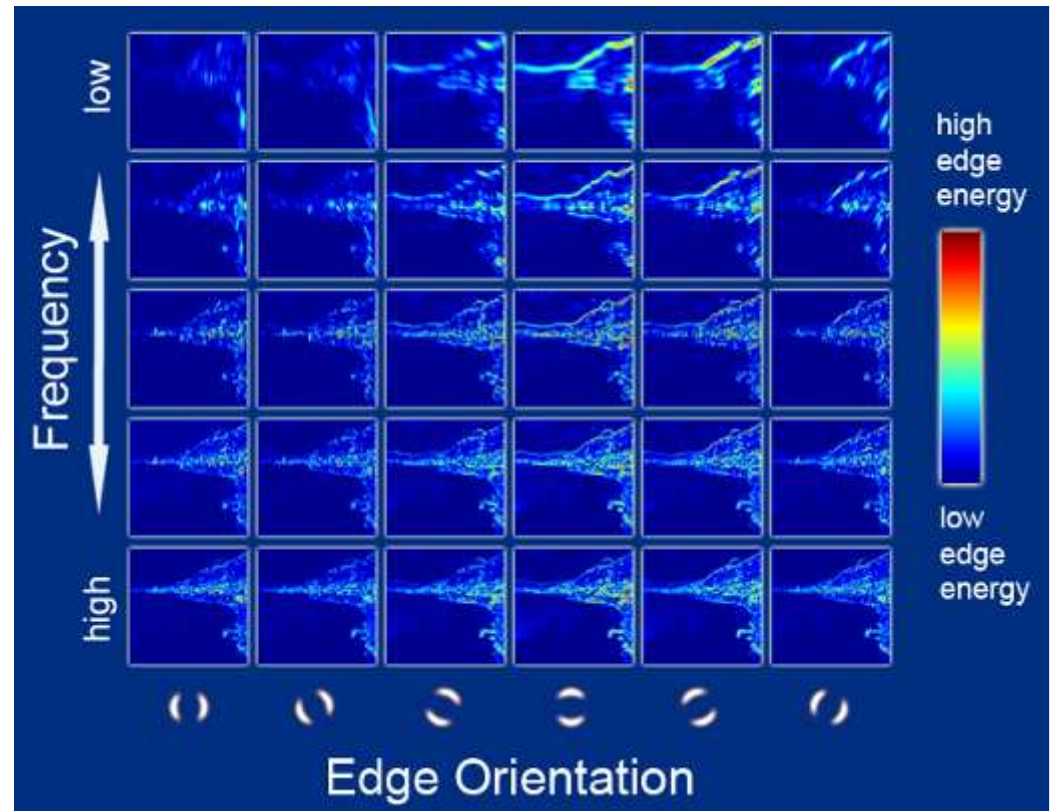 low
Frequency
high
high
edge
energy
low
edge
energy
Edge Orientation